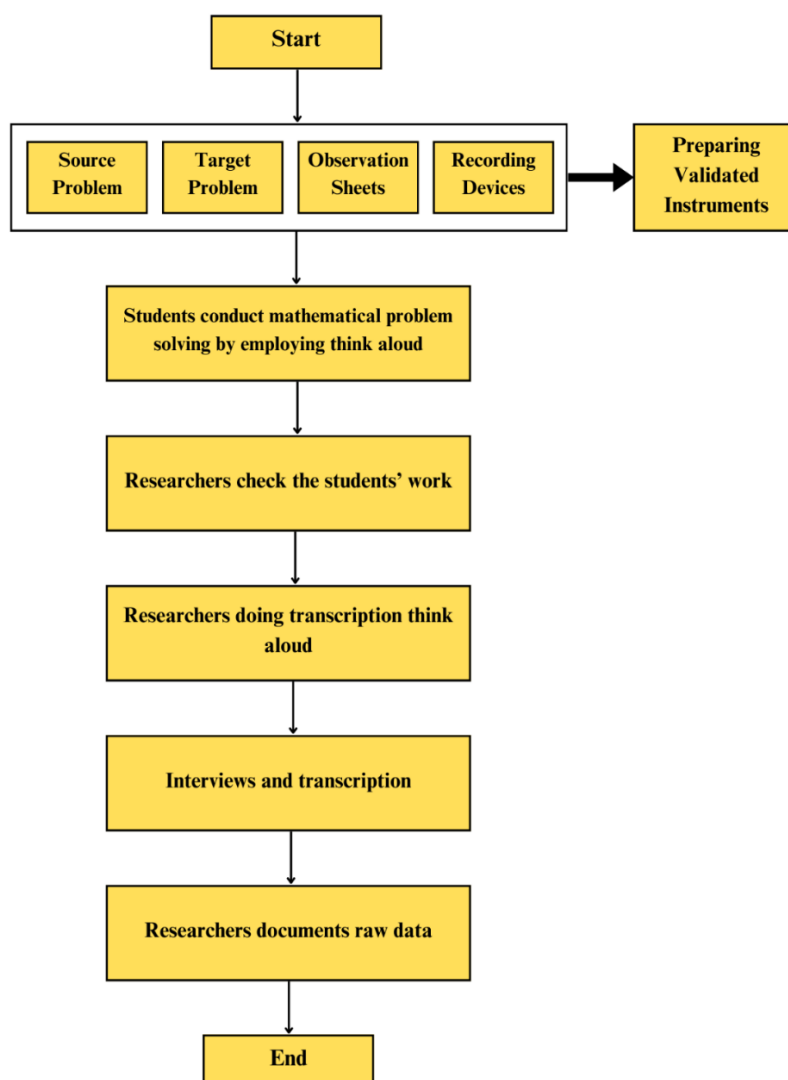 Start
Source
Problem
Target
Problem
Observation
Sheets
Recording
Devices
Preparing
Validated
Instruments
Students conduct mathematical problem
solving by employing think aloud
Researchers check the students’ work
Researchers doing transcription think
aloud
Interviews and transcription
Researchers documents raw data
End